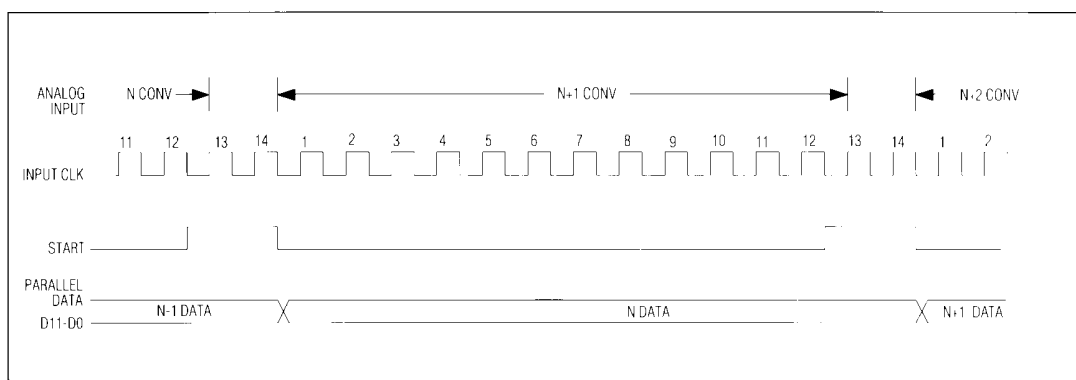 ANALOG INPUT
N CONV
N+1 CONV
N+2 CONV
11 12 13 14 1 2 3 4 5 6 7 8 9 10 11 12 13 14 1 2
INPUT CLK
START
PARALLEL DATA
D11-D0
N-1 DATA
N DATA
N+1 DATA